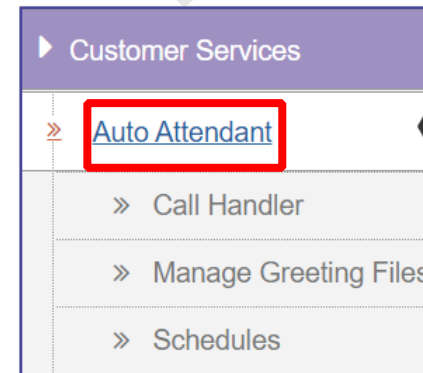 Customer Services
» Auto Attendant
» Call Handler
» Manage Greeting Files
» Schedules